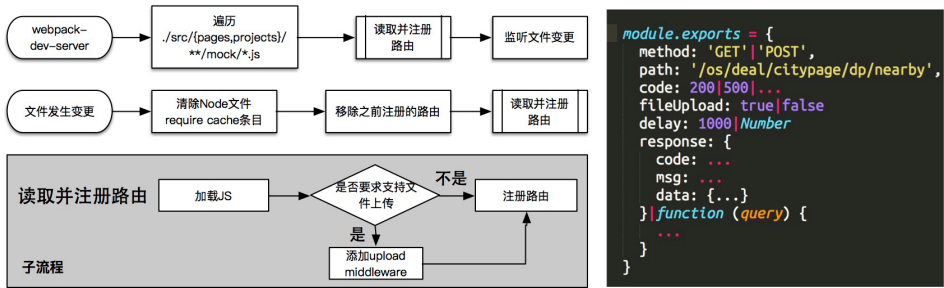 webpack-
dev-server
遍历
./src/{pages,projects}/
**/mock/*.js
读取并注册
路由
监听文件变更
文件发生变更
清除Node文件
require cache条目
移除之前注册的路由
读取并注册
路由
读取并注册路由
加载JS
是否要求支持文
件上传
不是
注册路由
是
添加upload
middleware
子流程
module.exports = {
method: 'GET'|'POST',
path: '/os/deal/citypage/dp/nearby',
code: 200|500|...
fileUpload: true|false
delay: 1000|Number
response: {
code: ...
msg: ...
data: {...}
}|function (query) {
...
}
}